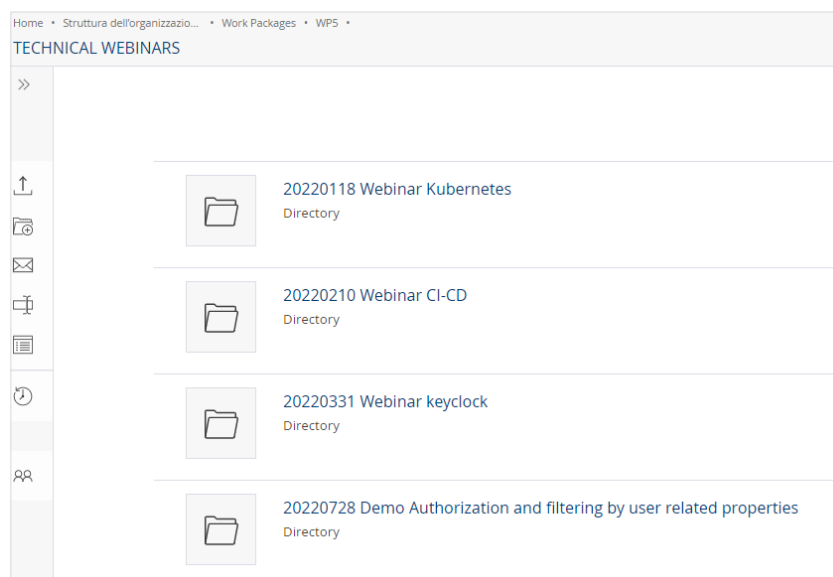 Home • Struttura dell'organizzazio... • Work Packages • WP5 •
TECHNICAL WEBINARS
20220118 Webinar Kubernetes
Directory
20220210 Webinar CI-CD
Directory
20220331 Webinar keyclock
Directory
20220728 Demo Authorization and filtering by user related properties
Directory